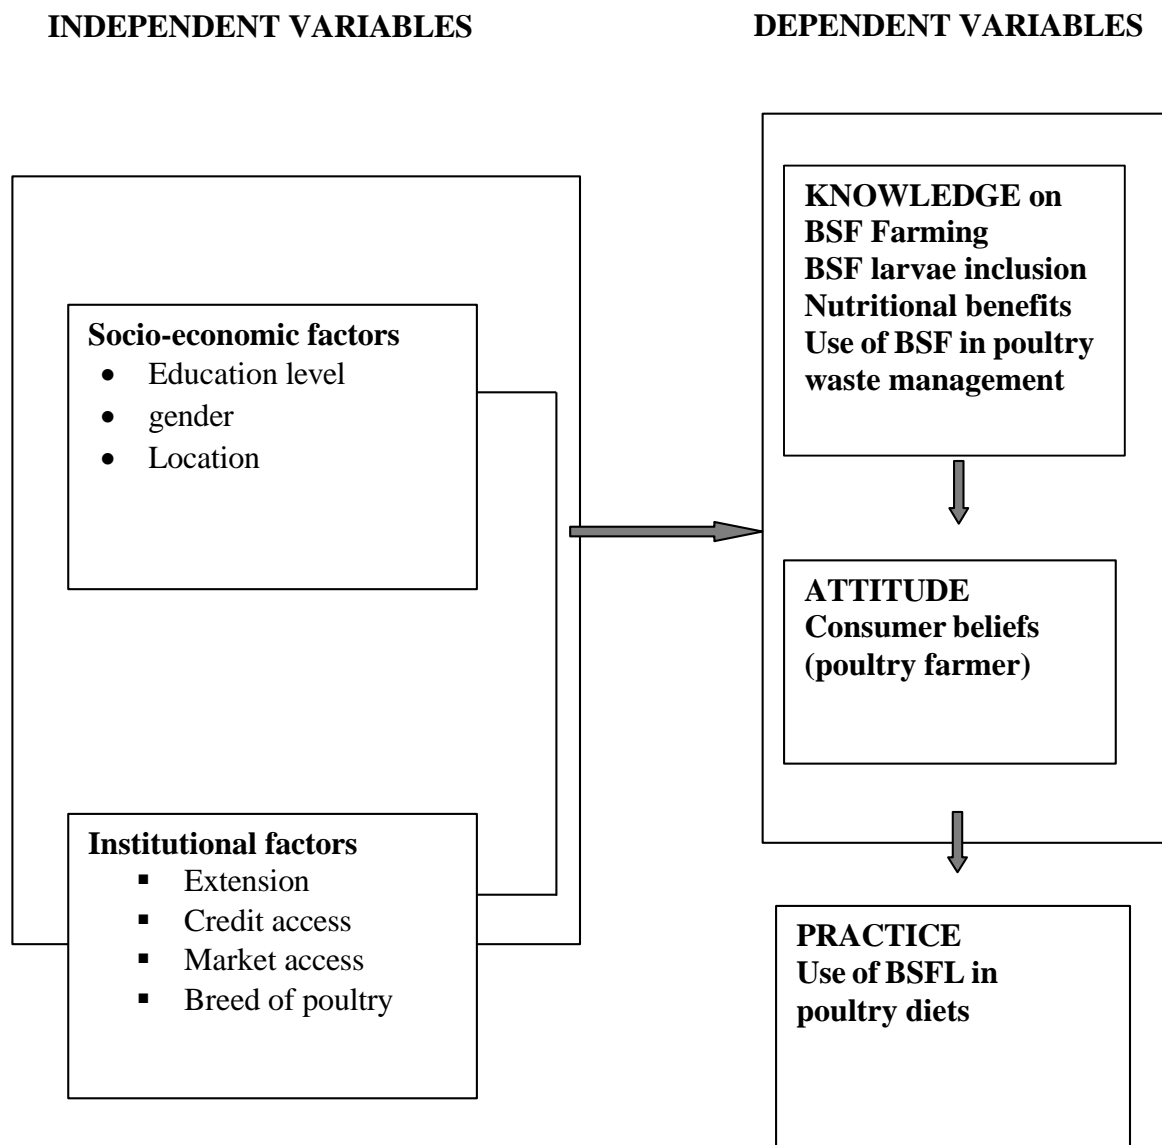 INDEPENDENT VARIABLES
DEPENDENT VARIABLES
Socio-economic factors
• Education level
• gender
• Location
Institutional factors
▪ Extension
▪ Credit access
▪ Market access
▪ Breed of poultry
KNOWLEDGE on
BSF Farming
BSF larvae inclusion
Nutritional benefits
Use of BSF in poultry
waste management
ATTITUDE
Consumer beliefs
(poultry farmer)
PRACTICE
Use of BSFL in
poultry diets